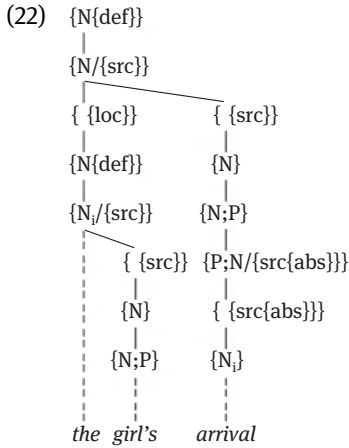 (22) {N{def}}
{N/{src}}
{ {loc}} { {src}}
{N{def}} {N}
{Nᵢ/{src}} {N;P}
{ {src}} {P;N/{src{abs}}}
{N} { {src{abs}}}
{N;P} {Nᵢ}
the girl's arrival